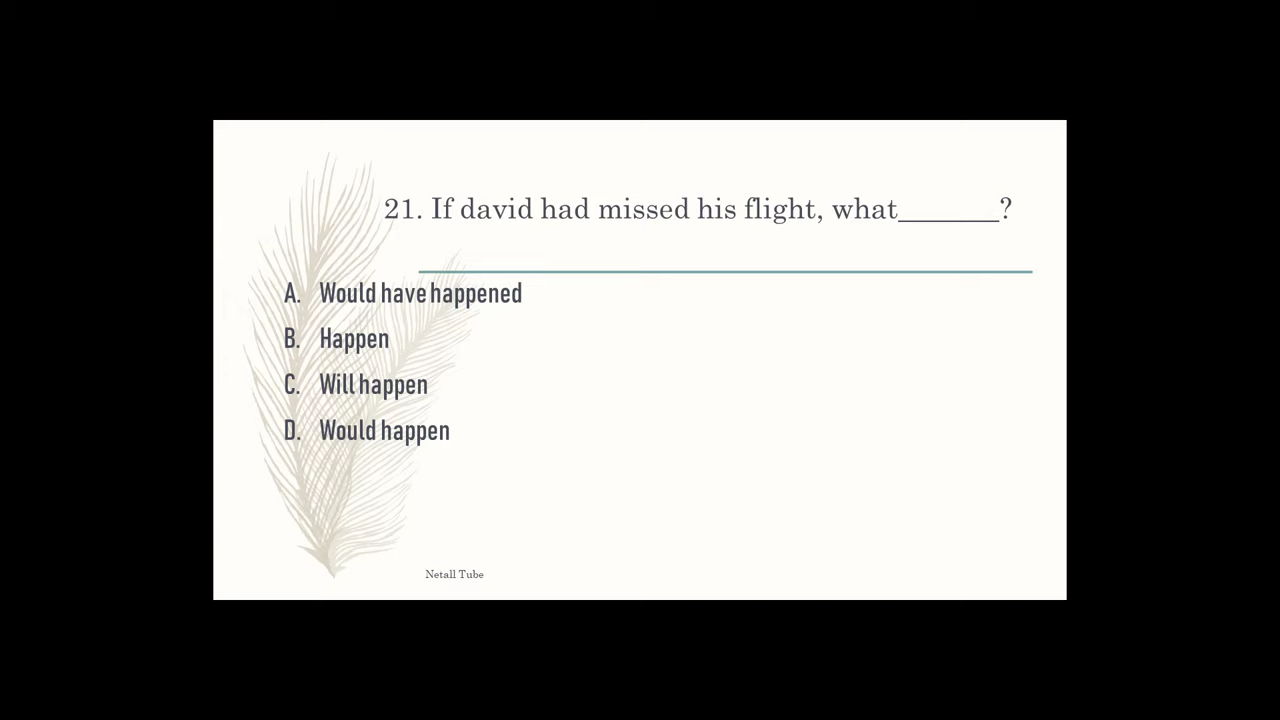 21. If david had missed his flight, what_______?
A. Would have happened
B. Happen
C. Will happen
D. Would happen
Netall Tube